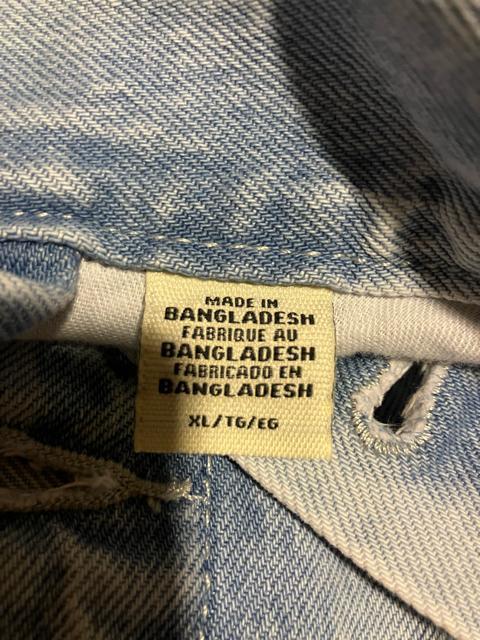 MADE IN
BANGLADESH
FABRIQUE AU
BANGLADESH
FABRICADO EN
BANGLADESH
XL/TG/EG